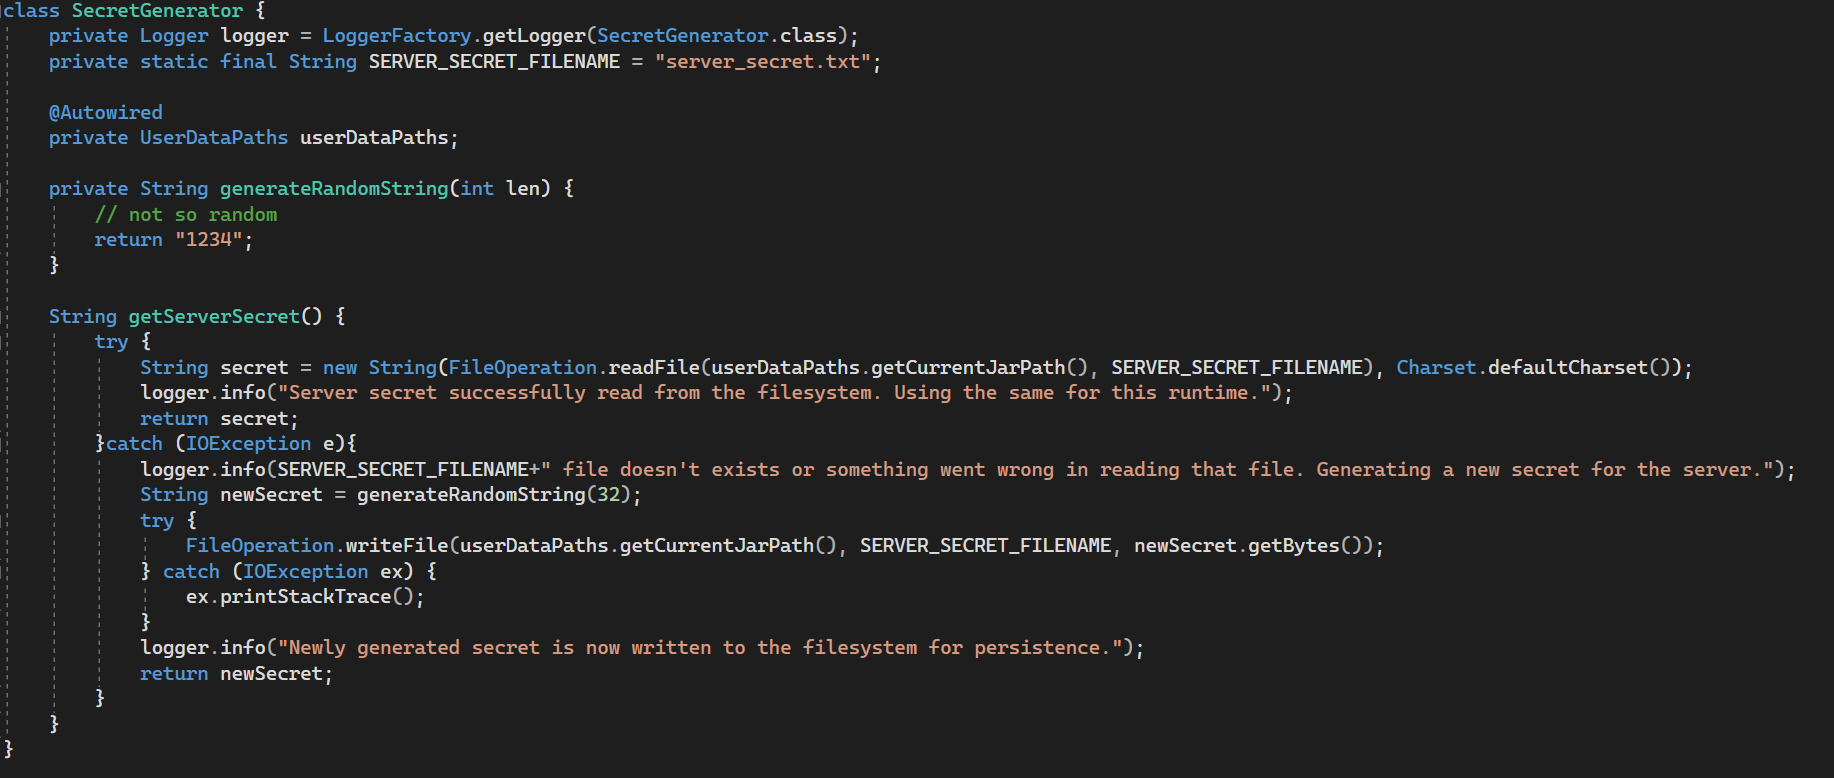 class SecretGenerator {
    private Logger logger = LoggerFactory.getLogger(SecretGenerator.class);
    private static final String SERVER_SECRET_FILENAME = "server_secret.txt";

    @Autowired
    private UserDataPaths userDataPaths;

    private String generateRandomString(int len) {
        // not so random
        return "1234";
    }

    String getServerSecret() {
        try {
            String secret = new String(FileOperation.readFile(userDataPaths.getCurrentJarPath(), SERVER_SECRET_FILENAME), Charset.defaultCharset());
            logger.info("Server secret successfully read from the filesystem. Using the same for this runtime.");
            return secret;
        }catch (IOException e){
            logger.info(SERVER_SECRET_FILENAME+" file doesn't exists or something went wrong in reading that file. Generating a new secret for the server.");
            String newSecret = generateRandomString(32);
            try {
                FileOperation.writeFile(userDataPaths.getCurrentJarPath(), SERVER_SECRET_FILENAME, newSecret.getBytes());
            } catch (IOException ex) {
                ex.printStackTrace();
            }
            logger.info("Newly generated secret is now written to the filesystem for persistence.");
            return newSecret;
        }
    }
}